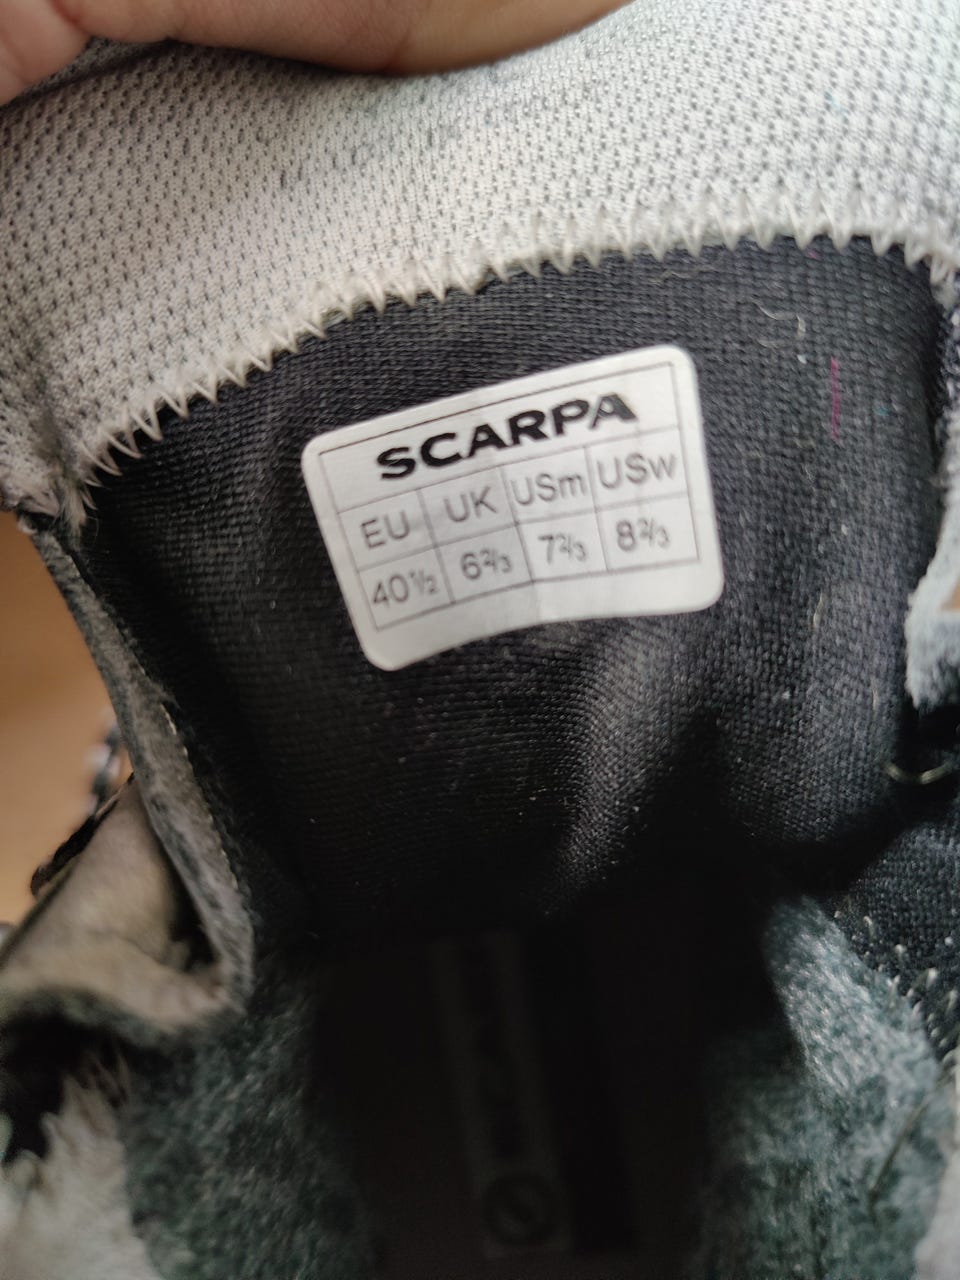 SCARPA
EU UK USm USw
40½ 6⅔ 7⅔ 8⅔